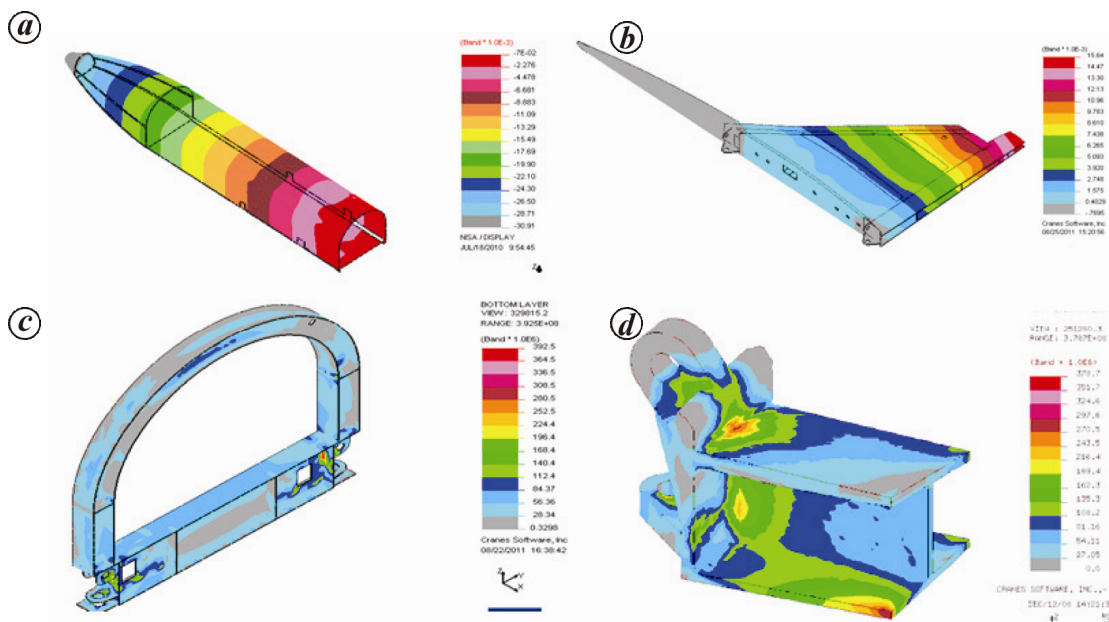 a
(Band * 1.0E-3)
-7E-02
-2.276
-4.478
-6.681
-8.883
-11.09
-13.29
-15.49
-17.69
-19.90
-22.10
-24.30
-26.50
-28.71
-30.91
NISA / DISPLAY
JUL/18/2010 9:54:45
Z
b
(Band * 1.0E-3)
15.64
14.47
13.30
12.13
10.96
9.783
8.610
7.438
6.265
5.093
3.920
2.748
1.575
0.4029
-.7695
Cranes Software, Inc
08/25/2011 15:20:56
c
BOTTOM LAYER
VIEW : 329815.2
RANGE: 3.925E+08
(Band * 1.0E6)
392.5
364.5
336.5
308.5
280.5
252.5
224.4
196.4
168.4
140.4
112.4
84.37
56.36
28.34
0.3298
Cranes Software, Inc
08/22/2011 16:38:42
Z
Y
X
d
RANGE: 3.787E+08
(Band * 1.0E6)
378.7
351.7
324.6
297.6
270.5
243.5
216.4
189.4
162.3
135.3
108.2
81.16
54.11
27.05
0.0
CRANES SOFTWARE, INC.,-
Z